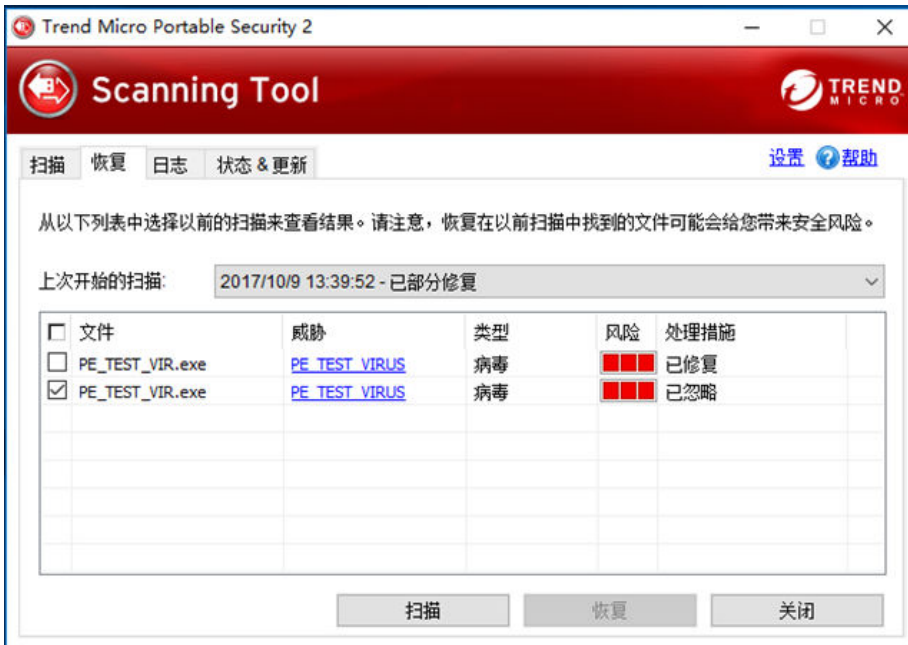 Trend Micro Portable Security 2
Scanning Tool
TREND MICRO
扫描 恢复 日志 状态 & 更新 设置 帮助
从以下列表中选择以前的扫描来查看结果。请注意，恢复在以前扫描中找到的文件可能会给您带来安全风险。
上次开始的扫描: 2017/10/9 13:39:52 - 已部分修复
文件 威胁 类型 风险 处理措施
PE_TEST_VIR.exe PE_TEST_VIRUS 病毒 已修复
PE_TEST_VIR.exe PE_TEST_VIRUS 病毒 已忽略
扫描 恢复 关闭